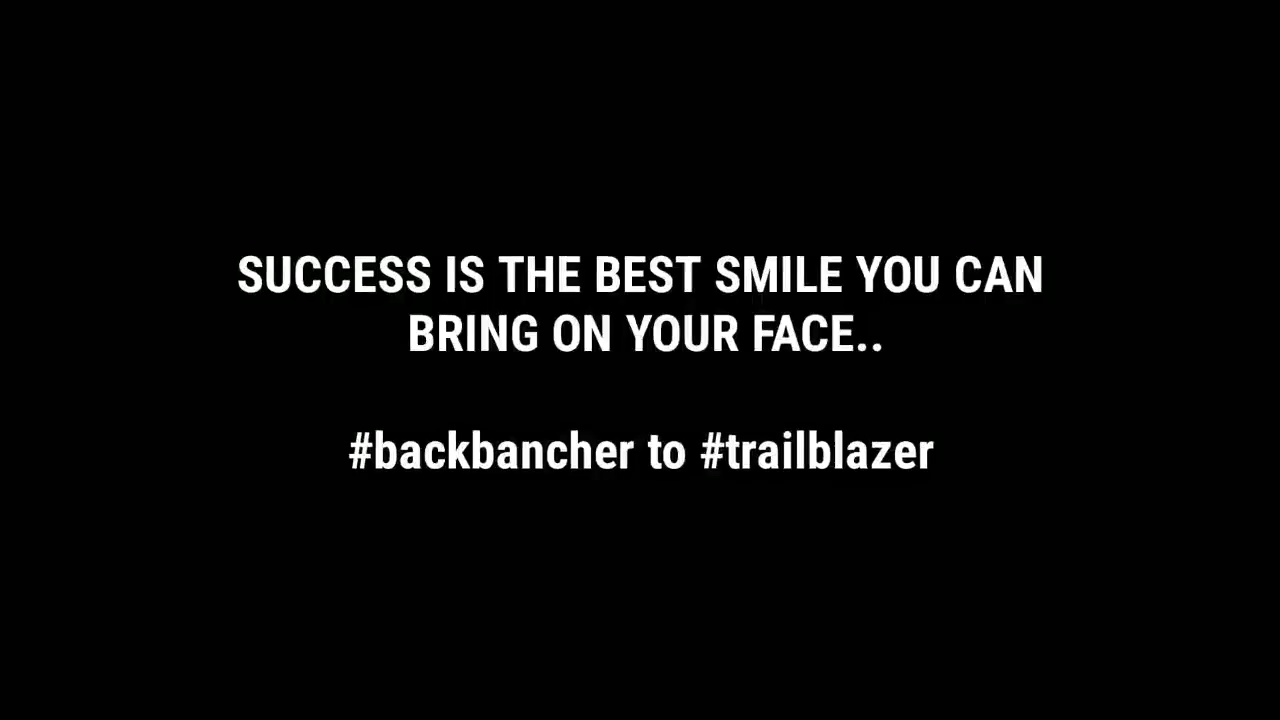 SUCCESS IS THE BEST SMILE YOU CAN
BRING ON YOUR FACE..
#backbancher to #trailblazer